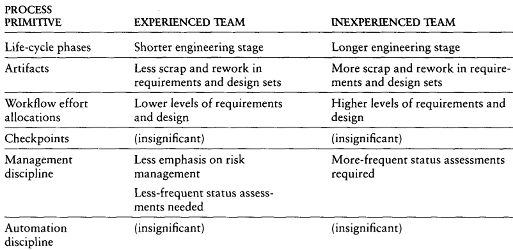 PROCESS
PRIMITIVE EXPERIENCED TEAM INEXPERIENCED TEAM
Life-cycle phases Shorter engineering stage Longer engineering stage
Artifacts Less scrap and rework in More scrap and rework in require-
requirements and design sets ments and design sets
Workflow effort Lower levels of requirements Higher levels of requirements and
allocations and design design
Checkpoints (insignificant) (insignificant)
Management Less emphasis on risk More-frequent status assessments
discipline management required
Less-frequent status assess-
ments needed
Automation (insignificant) (insignificant)
discipline